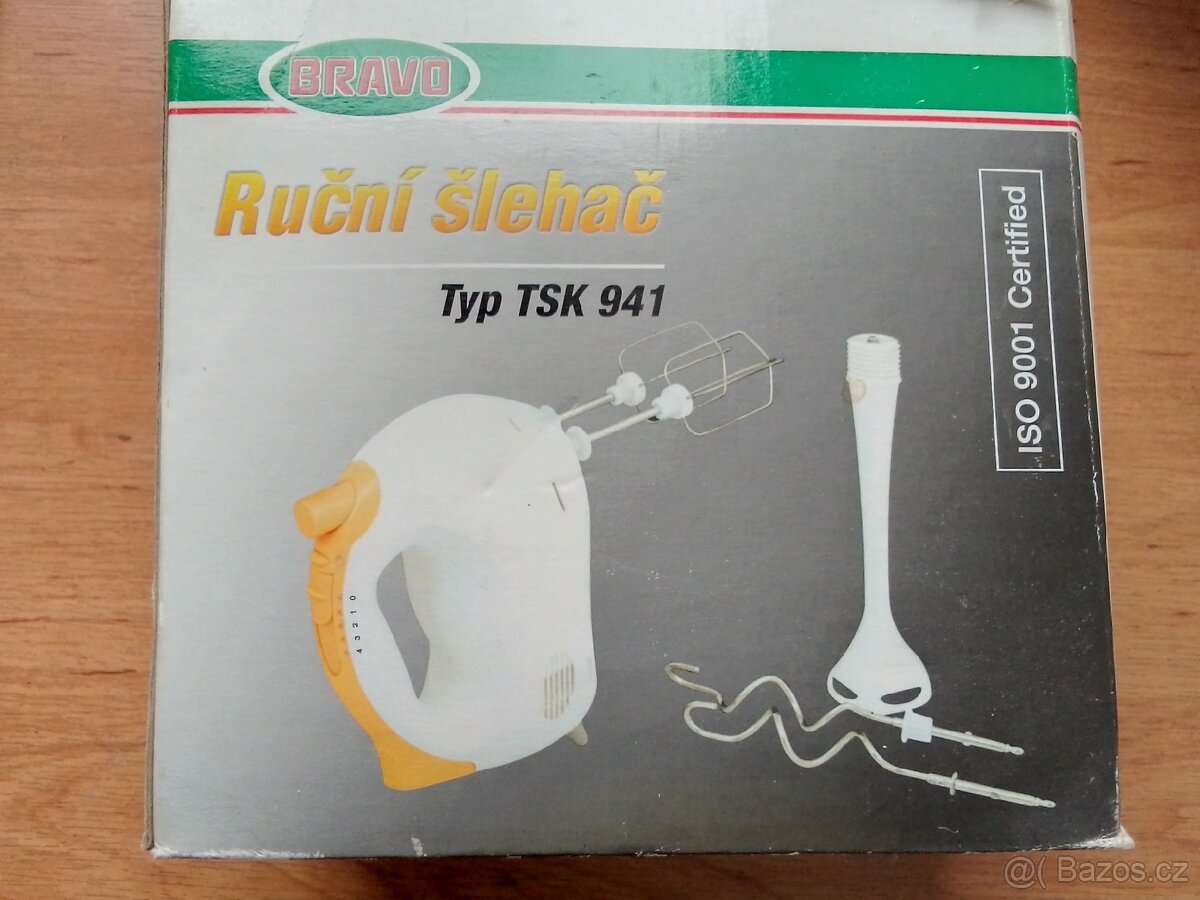 BRAVO
Ruční šlehač
Typ TSK 941
ISO 9001 Certified
4 3 2 1 0
@( Bazos.cz